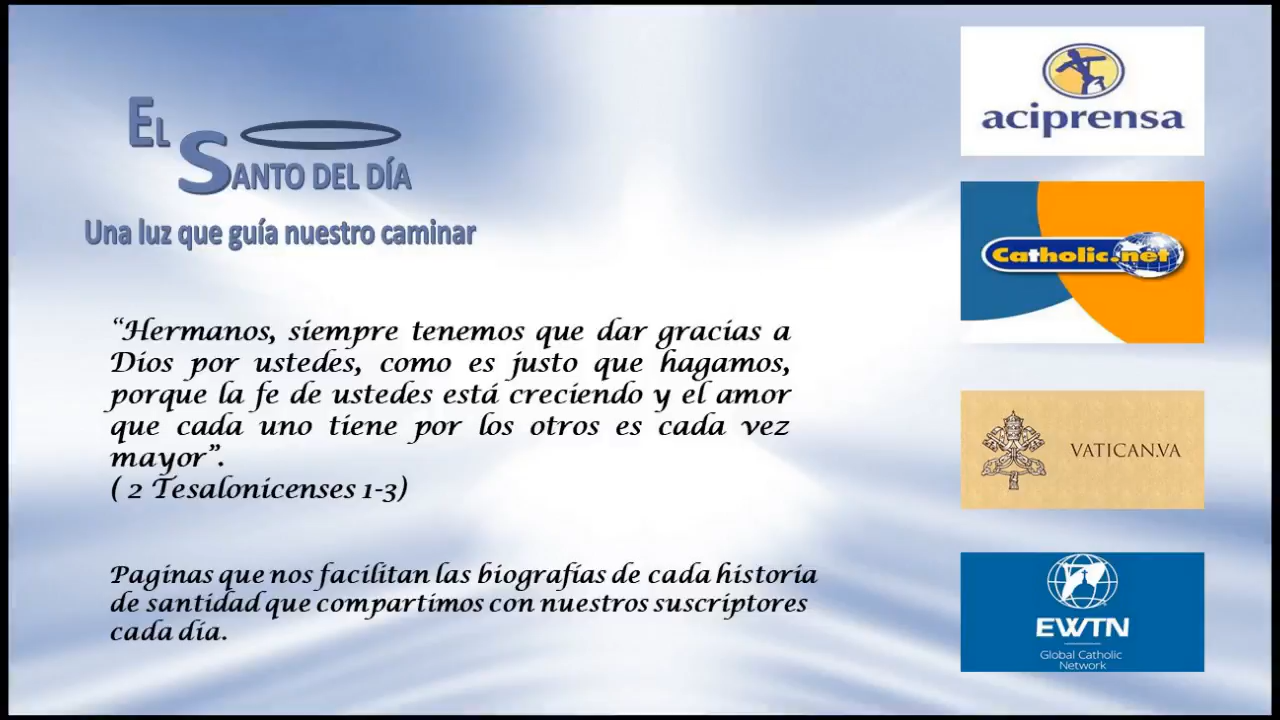 EL
SANTO DEL DÍA
Una luz que guía nuestro caminar
“Hermanos, siempre tenemos que dar gracias a
Dios por ustedes, como es justo que hagamos,
porque la fe de ustedes está creciendo y el amor
que cada uno tiene por los otros es cada vez
mayor”.
( 2 Tesalonicenses 1-3)
Paginas que nos facilitan las biografías de cada historia
de santidad que compartimos con nuestros suscriptores
cada día.
aciprensa
Catholic.net
VATICAN.VA
EWTN
Global Catholic
Network